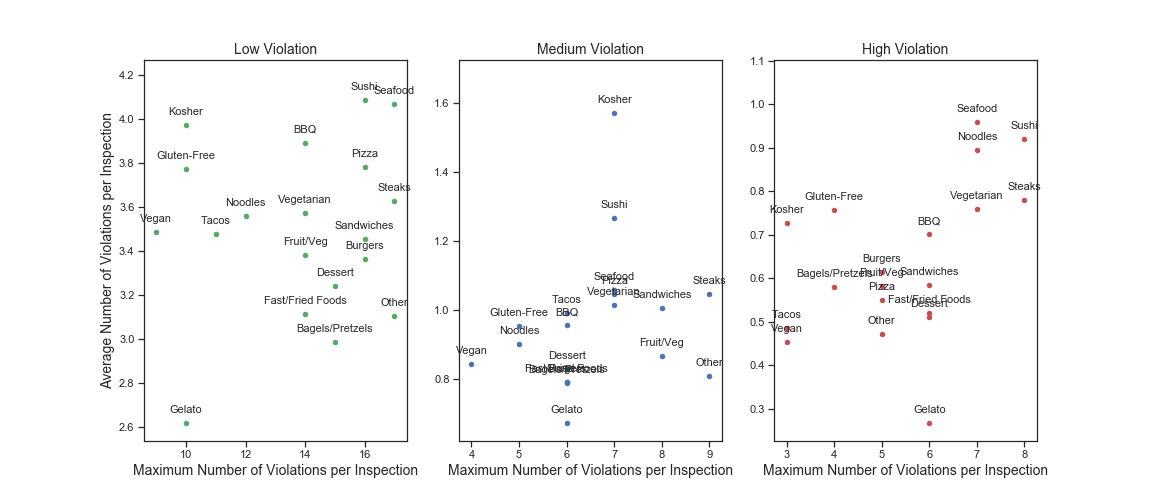 Low Violation
Medium Violation
High Violation
Average Number of Violations per Inspection
4.2
4.0
3.8
3.6
3.4
3.2
3.0
2.8
2.6
Sushi
Seafood
Kosher
BBQ
Gluten-Free
Pizza
Steaks
Noodles
Vegetarian
Vegan
Tacos
Sandwiches
Fruit/Veg
Burgers
Dessert
Fast/Fried Foods
Other
Bagels/Pretzels
Gelato
10
12
14
16
Maximum Number of Violations per Inspection
1.6
1.4
1.2
1.0
0.8
Kosher
Sushi
Seafood
Pizza
Steaks
Vegetarian
Sandwiches
Tacos
Gluten-Free
BBQ
Noodles
Fruit/Veg
Vegan
Dessert
Other
Fast/Fried Foods
Bagels/Pretzels
Gelato
4
5
6
7
8
9
Maximum Number of Violations per Inspection
1.1
1.0
0.9
0.8
0.7
0.6
0.5
0.4
0.3
Seafood
Sushi
Noodles
Steaks
Gluten-Free
Vegetarian
Kosher
BBQ
Burgers
Bagels/Pretzels
Fruit/Veg
Sandwiches
Pizza
Fast/Fried Foods
Dessert
Tacos
Other
Vegan
Gelato
3
4
5
6
7
8
Maximum Number of Violations per Inspection